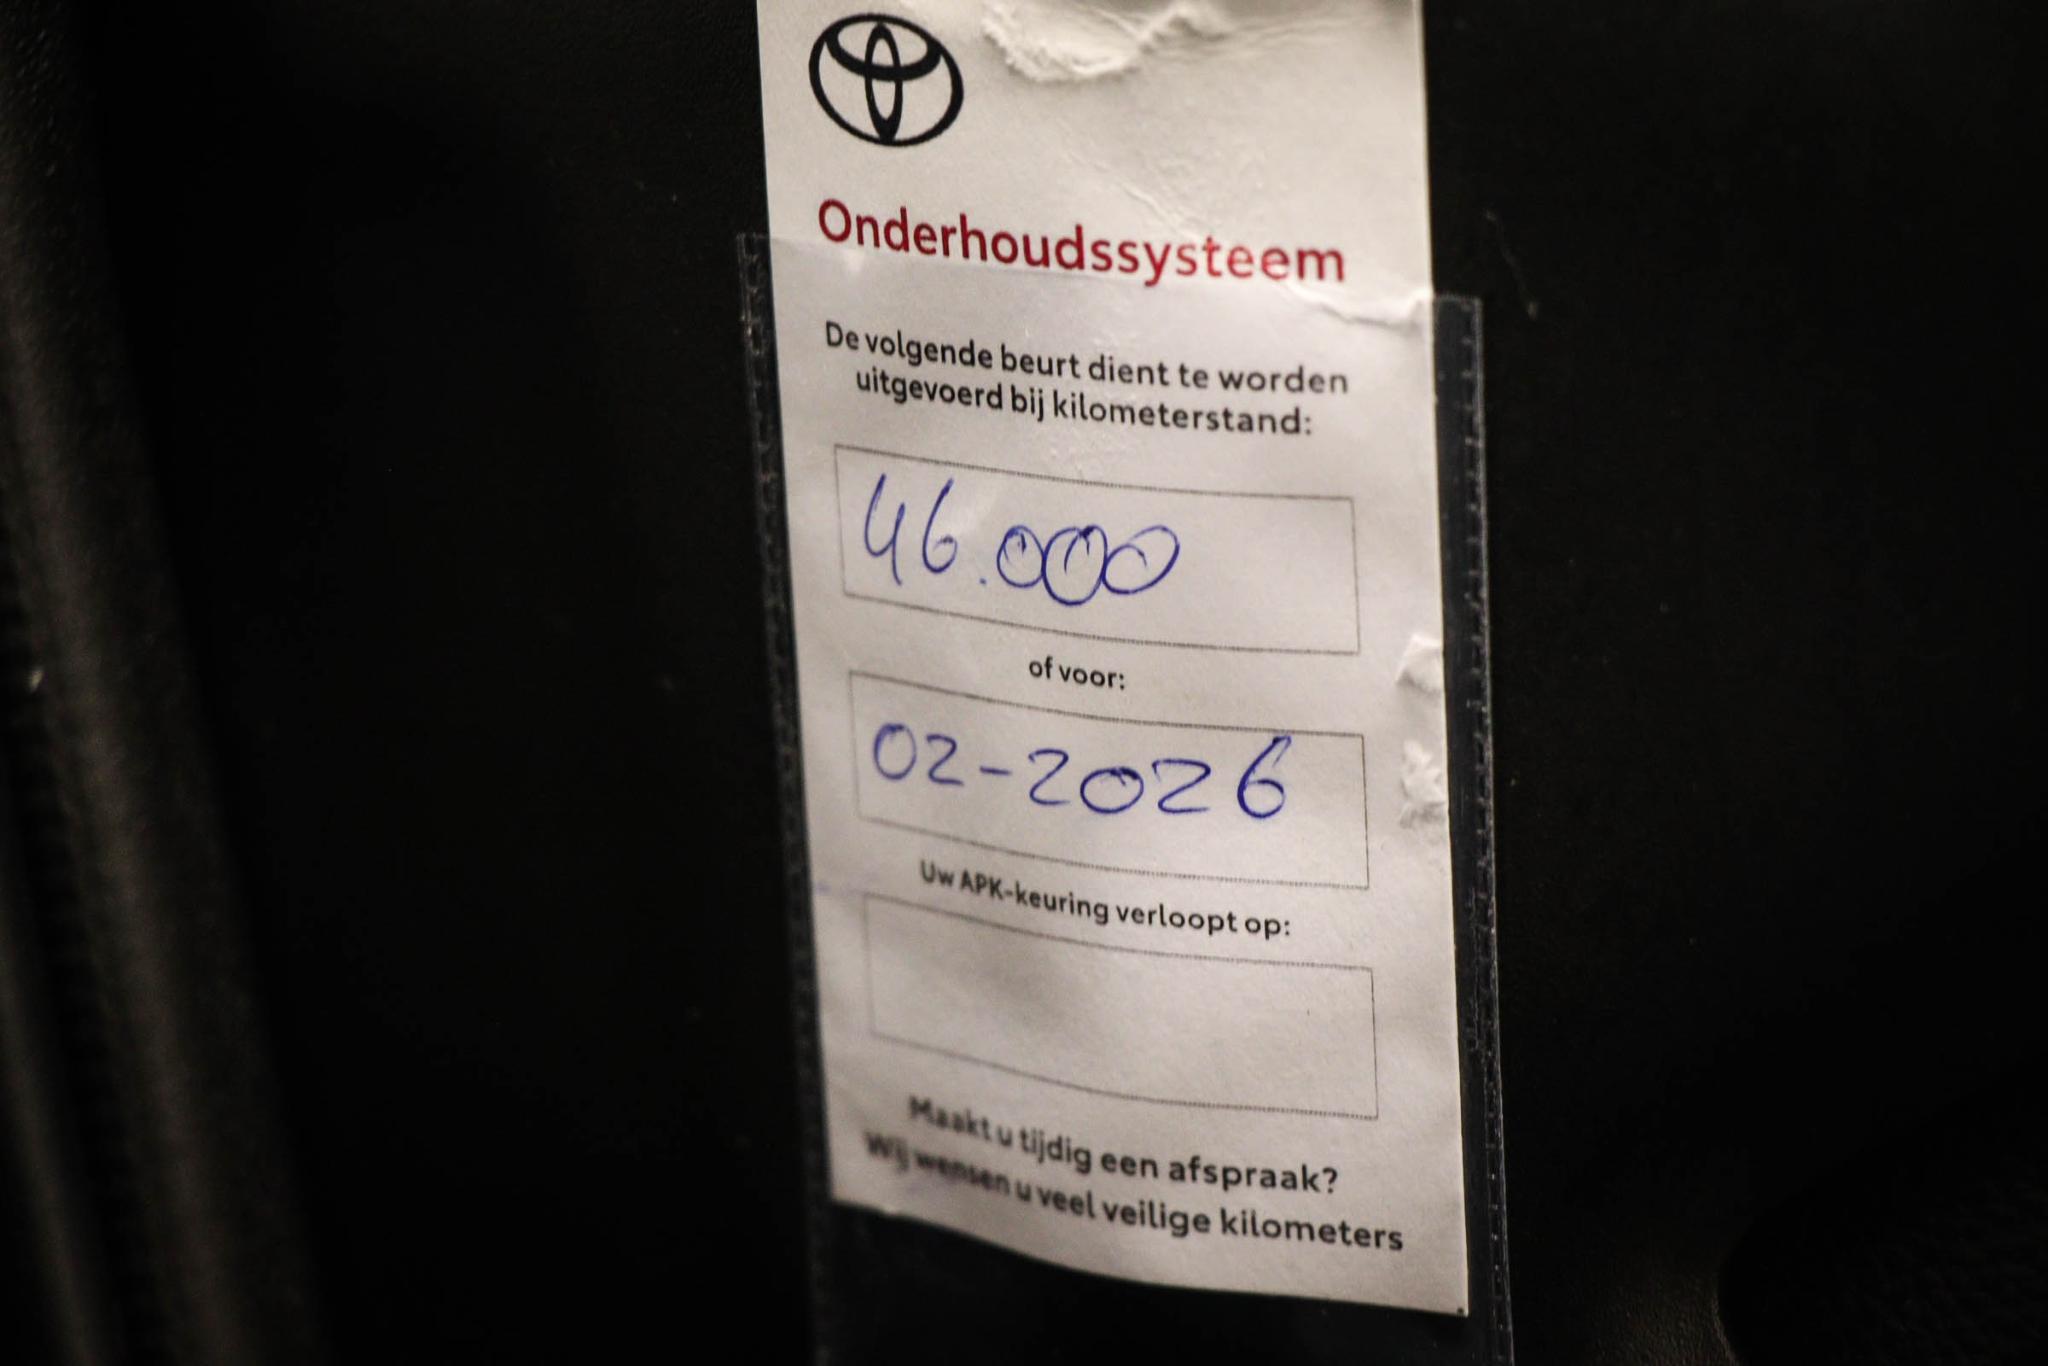 Onderhoudssysteem
De volgende beurt dient te worden
uitgevoerd bij kilometerstand:
46.000
of voor:
02-2026
Uw APK-keuring verloopt op:
Maakt u tijdig een afspraak?
Wij wensen u veel veilige kilometers